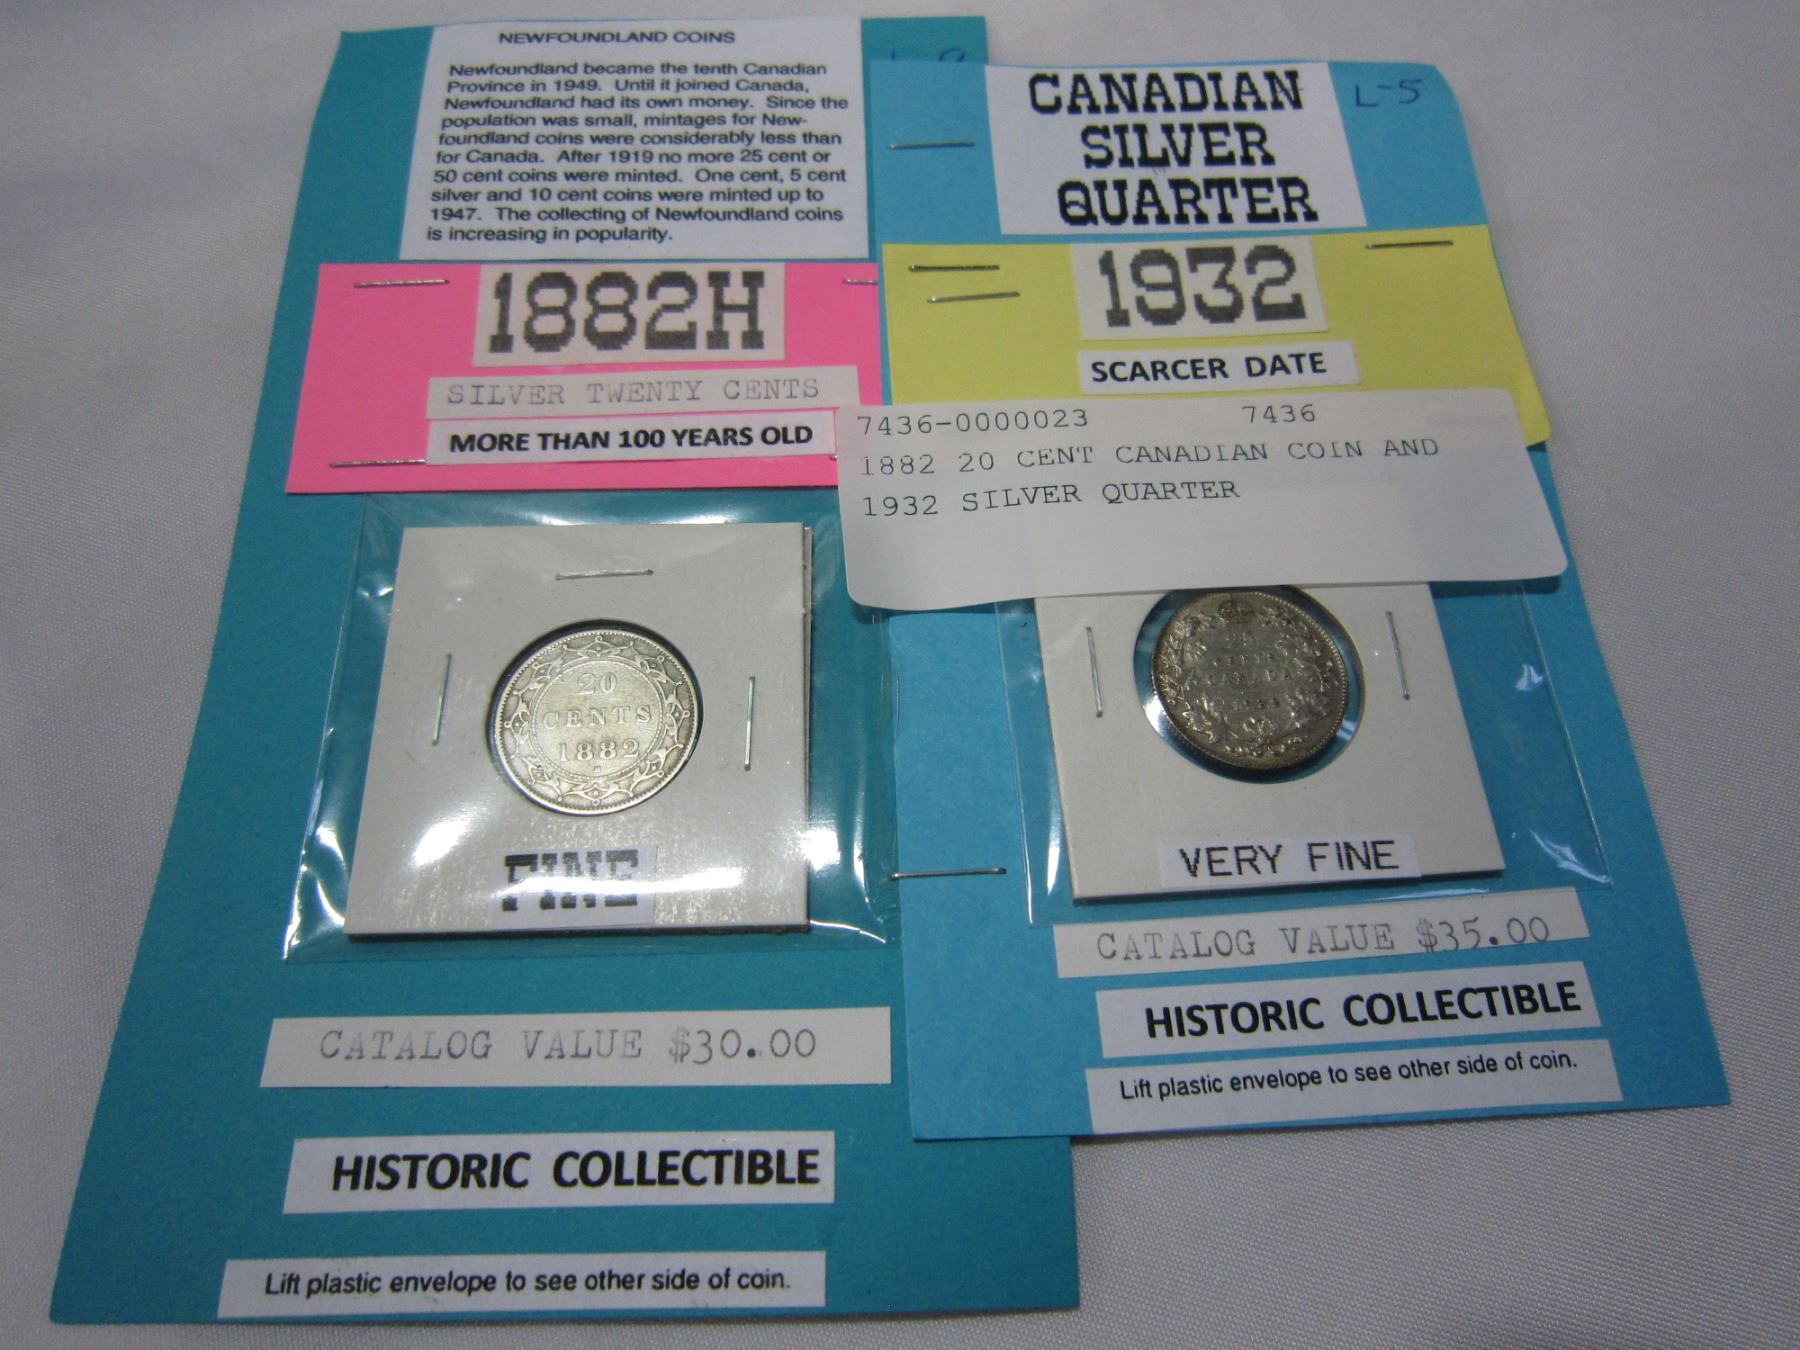 NEWFOUNDLAND COINS
Newfoundland became the tenth Canadian
Province in 1949. Until it joined Canada,
Newfoundland had its own money. Since the
population was small, mintages for New-
foundland coins were considerably less than
for Canada. After 1919 no more 25 cent or
50 cent coins were minted. One cent, 5 cent
silver and 10 cent coins were minted up to
1947. The collecting of Newfoundland coins
is increasing in popularity.
1882H
SILVER TWENTY CENTS
MORE THAN 100 YEARS OLD
20
CENTS
1882
H
FINE
CATALOG VALUE $30.00
HISTORIC COLLECTIBLE
Lift plastic envelope to see other side of coin.
L-5
CANADIAN
SILVER
QUARTER
1932
SCARCER DATE
7436-0000023 7436
1882 20 CENT CANADIAN COIN AND
1932 SILVER QUARTER
25
CENTS
CANADA
VERY FINE
CATALOG VALUE $35.00
HISTORIC COLLECTIBLE
Lift plastic envelope to see other side of coin.